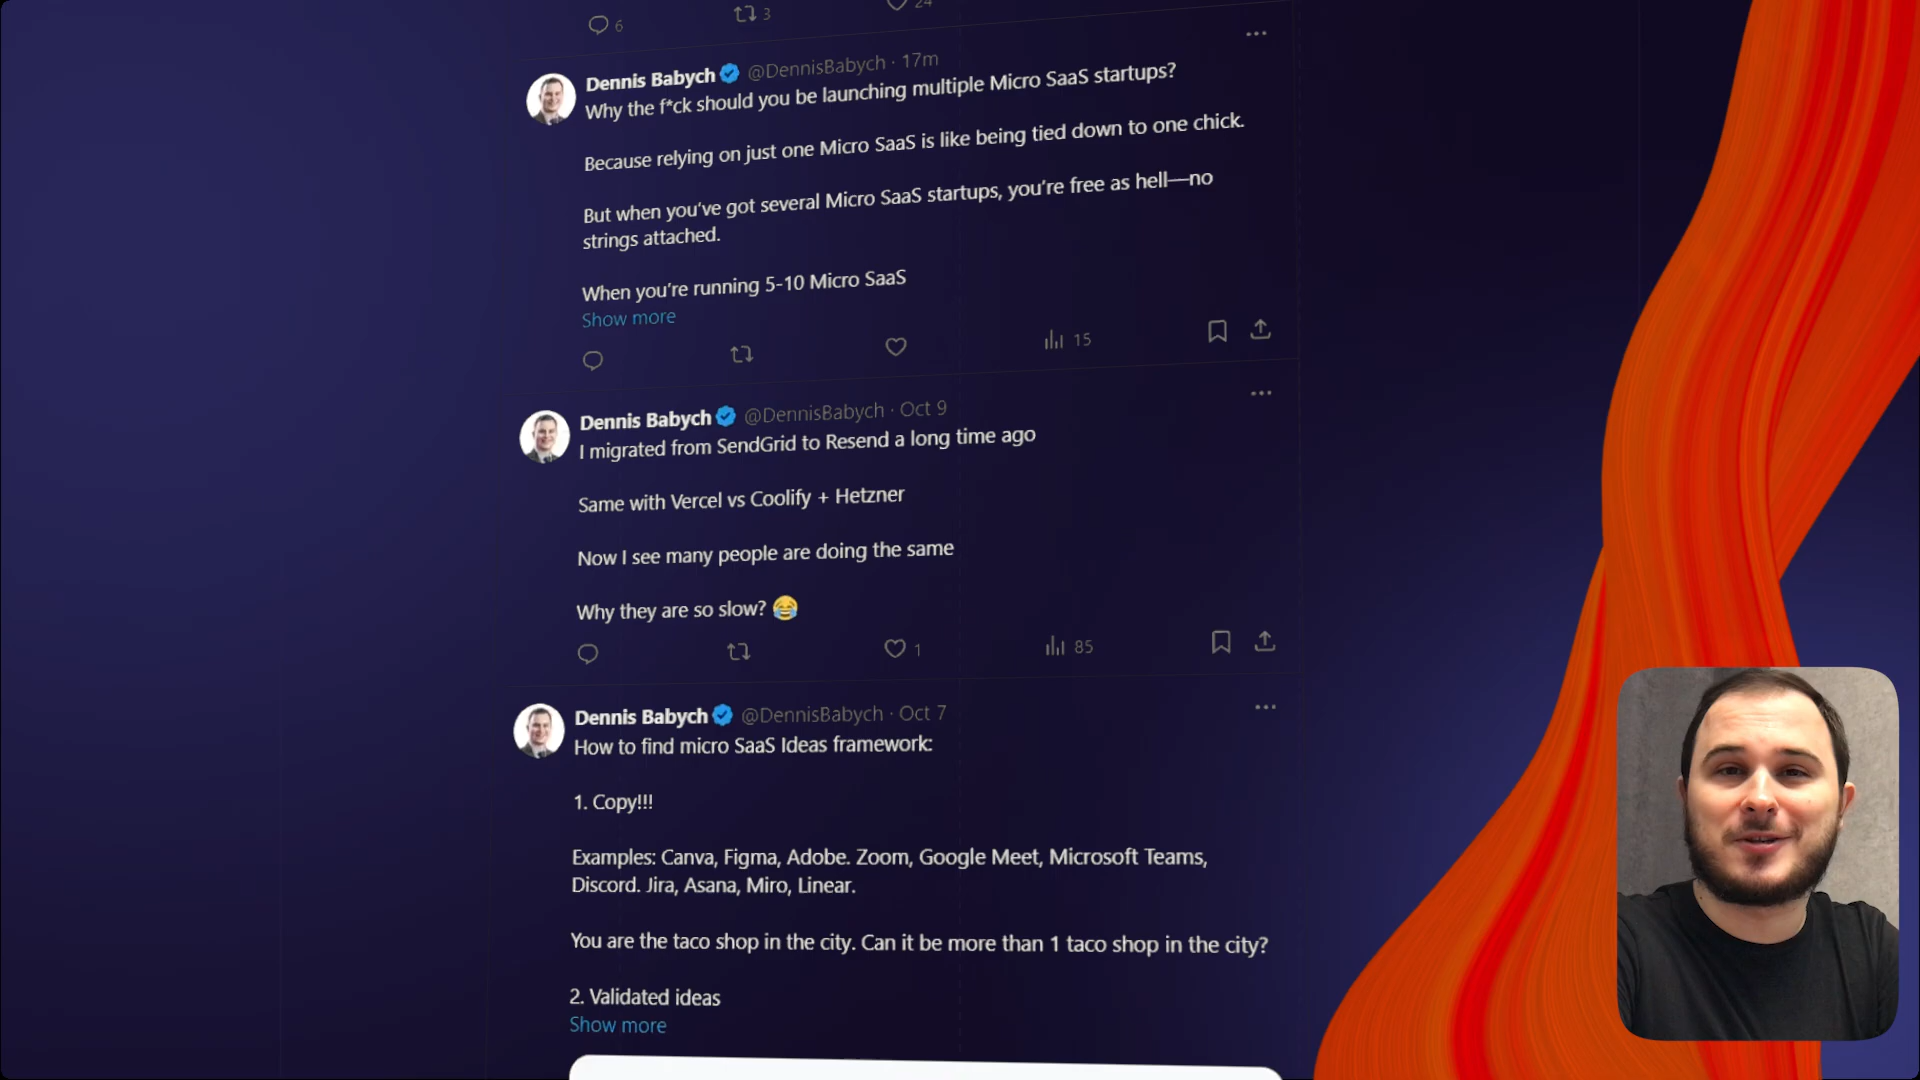 6
3
24
Dennis Babych @DennisBabych · 17m
Why the f*ck should you be launching multiple Micro SaaS startups?
Because relying on just one Micro SaaS is like being tied down to one chick.
But when you've got several Micro SaaS startups, you're free as hell—no
strings attached.
When you're running 5-10 Micro SaaS
Show more
15
Dennis Babych @DennisBabych · Oct 9
I migrated from SendGrid to Resend a long time ago
Same with Vercel vs Coolify + Hetzner
Now I see many people are doing the same
Why they are so slow? 😂
1
85
Dennis Babych @DennisBabych · Oct 7
How to find micro SaaS Ideas framework:
1. Copy!!!
Examples: Canva, Figma, Adobe. Zoom, Google Meet, Microsoft Teams,
Discord. Jira, Asana, Miro, Linear.
You are the taco shop in the city. Can it be more than 1 taco shop in the city?
2. Validated ideas
Show more